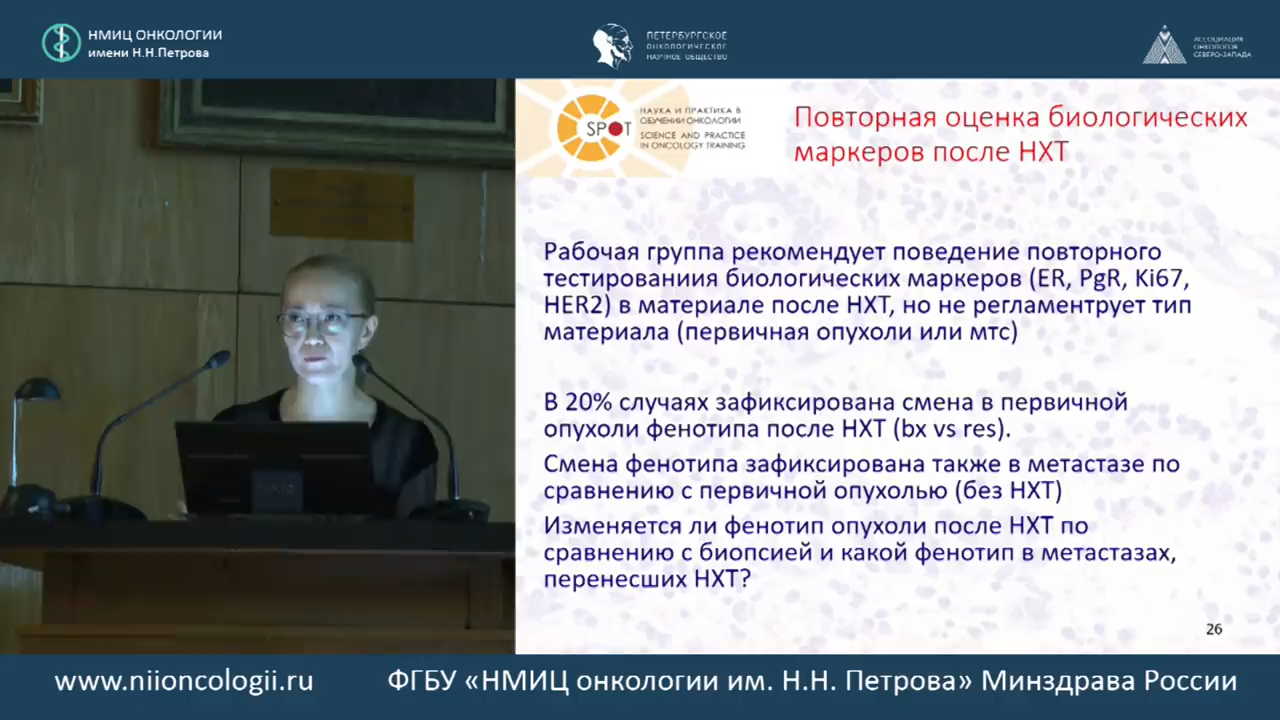 НМИЦ ОНКОЛОГИИ
имени Н.Н.Петрова
ПЕТЕРБУРГСКОЕ
ОНКОЛОГИЧЕСКОЕ
НАУЧНОЕ ОБЩЕСТВО
АССОЦИАЦИЯ
ОНКОЛОГОВ
СЕВЕРО-ЗАПАДА
SPOT
НАУКА И ПРАКТИКА В
ОБУЧЕНИИ ОНКОЛОГИИ
SCIENCE AND PRACTICE
IN ONCOLOGY TRAINING
Повторная оценка биологических
маркеров после НХТ
Рабочая группа рекомендует поведение повторного
тестированиия биологических маркеров (ER, PgR, Ki67,
HER2) в материале после НХТ, но не регламентрует тип
материала (первичная опухоли или мтс)
В 20% случаях зафиксирована смена в первичной
опухоли фенотипа после НХТ (bx vs res).
Смена фенотипа зафиксирована также в метастазе по
сравнению с первичной опухолью (без НХТ)
Изменяется ли фенотип опухоли после НХТ по
сравнению с биопсией и какой фенотип в метастазах,
перенесших НХТ?
26
www.niioncologii.ru
ФГБУ «НМИЦ онкологии им. Н.Н. Петрова» Минздрава России